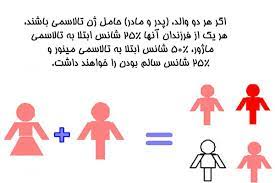 اگر هر دو والد، (پدر و مادر) حامل ژن تالاسمی باشند،
هر یک از فرزندان آنها ۲۵% شانس ابتلا به تالاسمی
ماژور، ۵۰% شانس ابتلا به تالاسمی مینور و
۲۵% شانس سالم بودن را خواهند داشت.